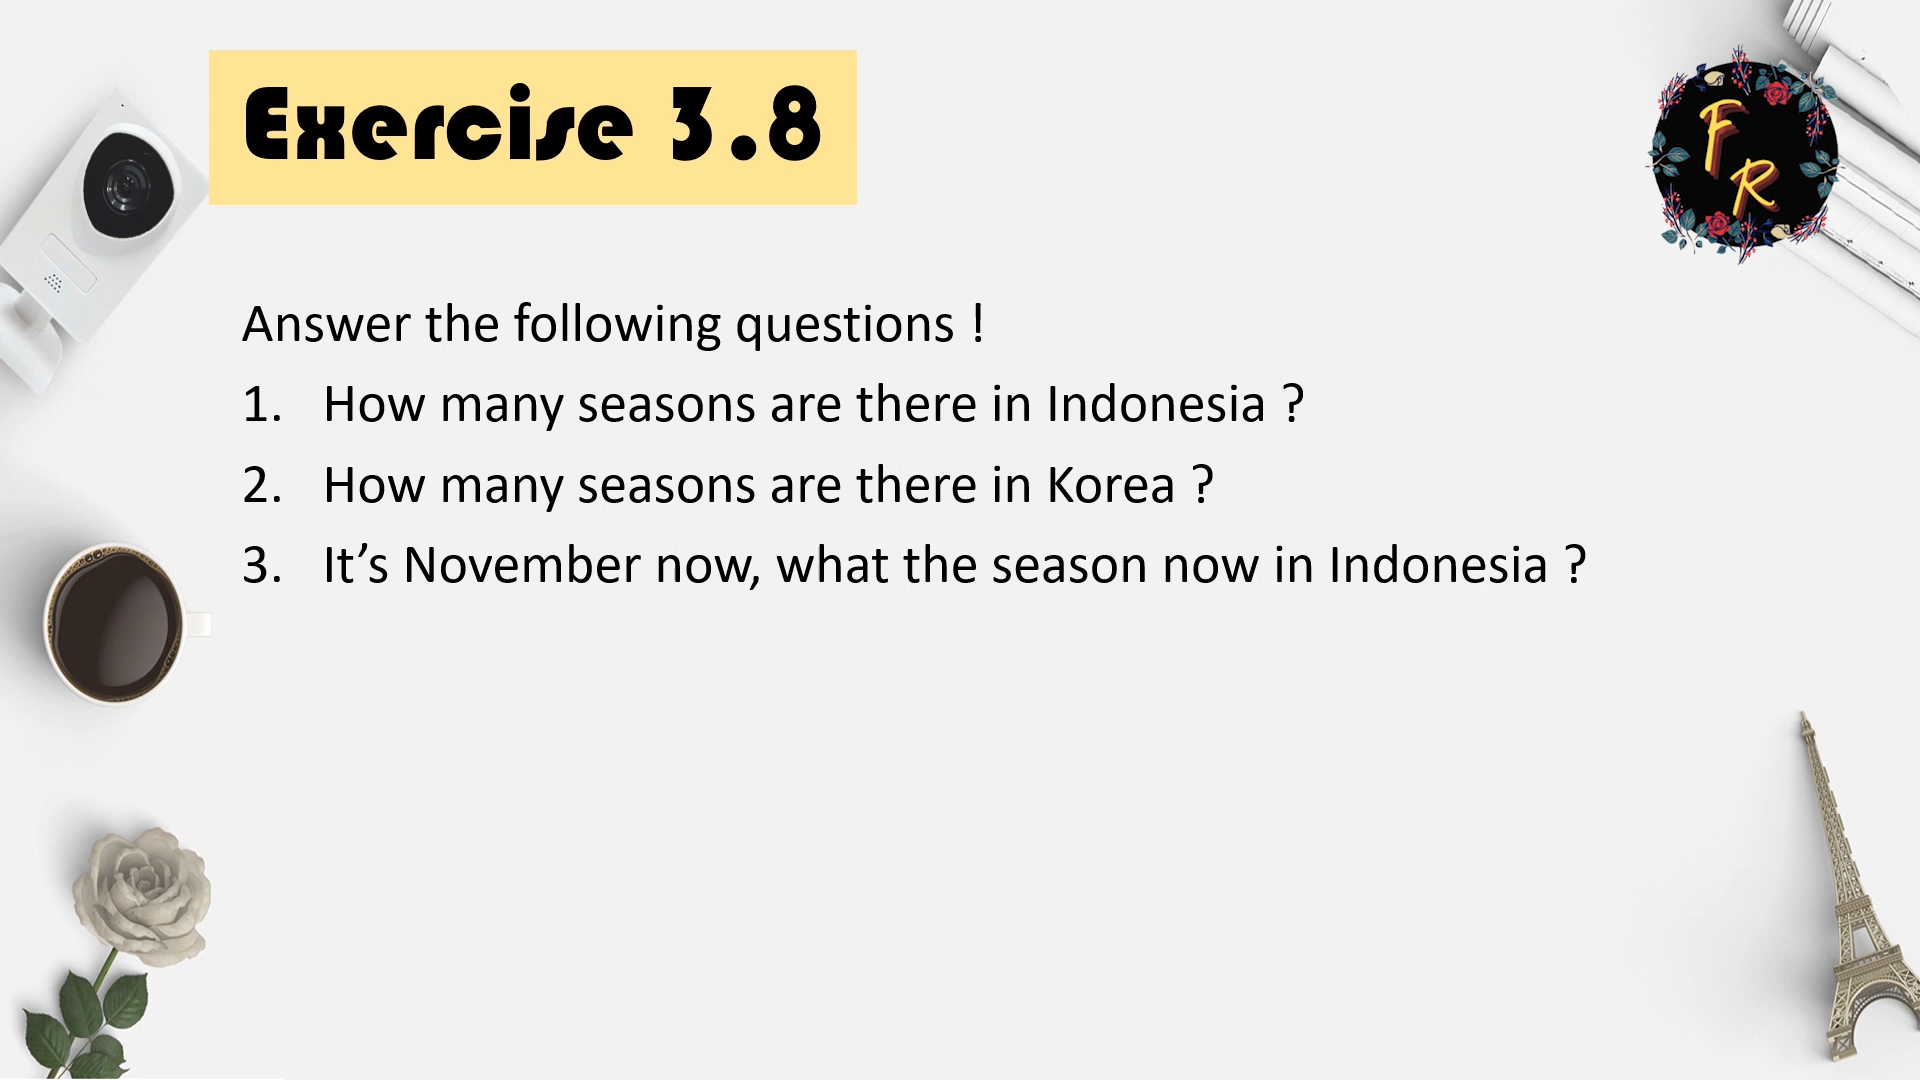 Exercise 3.8
F
R
Answer the following questions !
1. How many seasons are there in Indonesia ?
2. How many seasons are there in Korea ?
3. It’s November now, what the season now in Indonesia ?